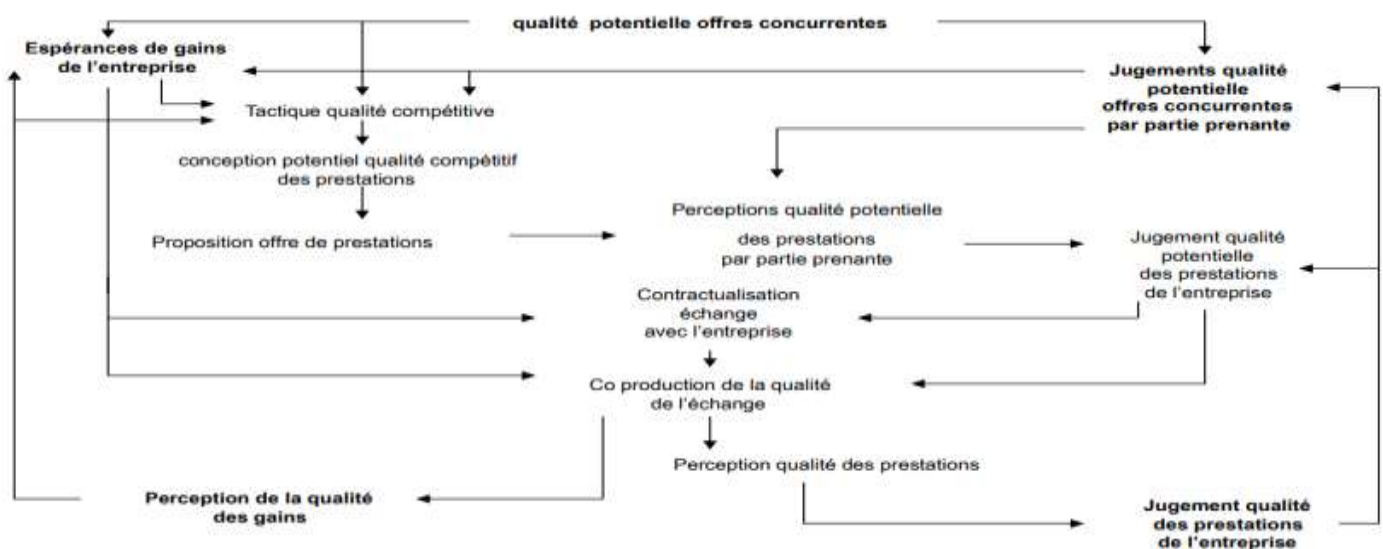 qualité potentielle offres concurrentes
Espérances de gains
de l'entreprise
Jugements qualité
potentielle
offres concurrentes
par partie prenante
Tactique qualité compétitive
conception potentiel qualité compétitif
des prestations
Proposition offre de prestations
Perceptions qualité potentielle
des prestations
par partie prenante
Jugement qualité
potentielle
des prestations
de l'entreprise
Contractualisation
échange
avec l'entreprise
Co production de la qualité
de l'échange
Perception qualité des prestations
Perception de la qualité
des gains
Jugement qualité
des prestations
de l'entreprise